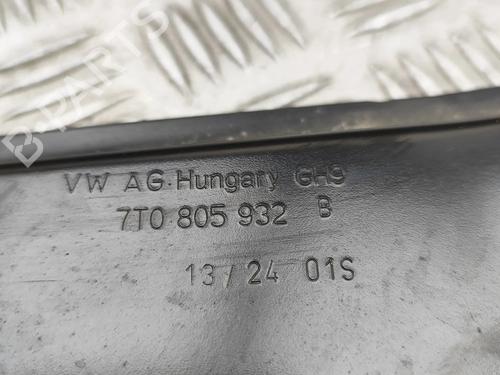 B PARTS
VW AG. Hungary GH9
7T0 805 932 B
13/24 01S